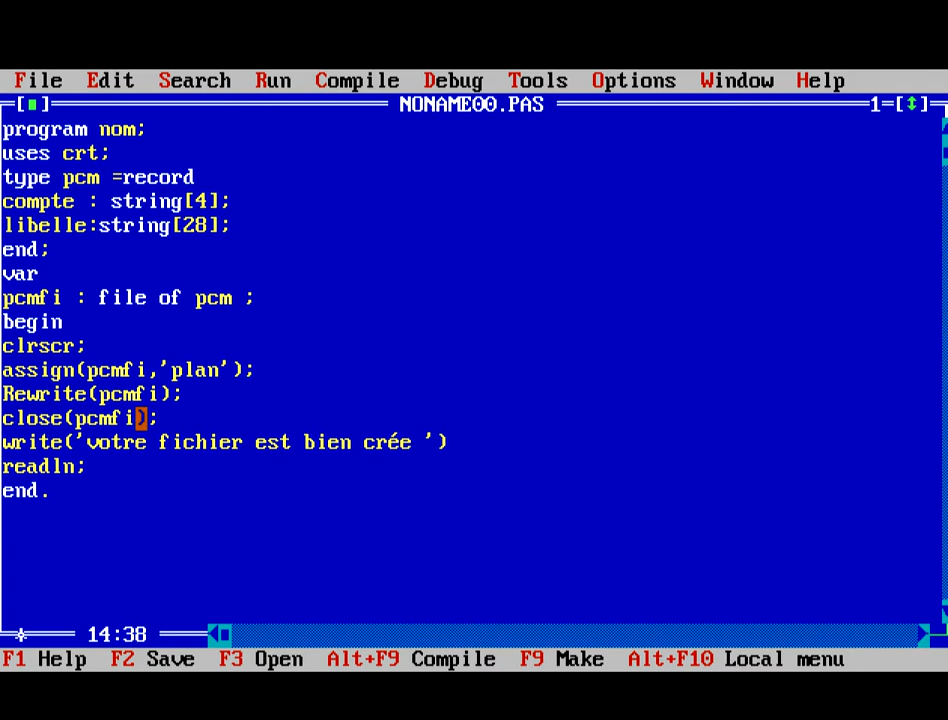 File Edit Search Run Compile Debug Tools Options Window Help
NONAME00.PAS 1
program nom;
uses crt;
type pcm =record
compte : string[4];
libelle:string[28];
end;
var
pcmfi : file of pcm ;
begin
clrscr;
assign(pcmfi,'plan');
Rewrite(pcmfi);
close(pcmfi);
write('votre fichier est bien crée ')
readln;
end.
14:38
F1 Help F2 Save F3 Open Alt+F9 Compile F9 Make Alt+F10 Local menu